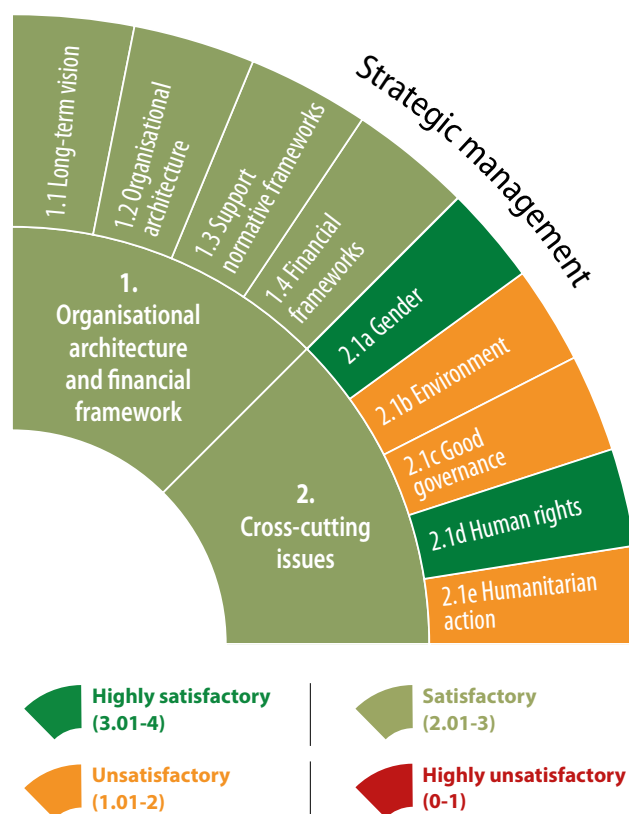 Strategic management
1.1 Long-term vision
1.2 Organisational
architecture
1.3 Support
normative frameworks
1.4 Financial
frameworks
2.1a Gender
2.1b Environment
2.1c Good
governance
2.1d Human rights
2.1e Humanitarian
action
1.
Organisational
architecture
and financial
framework
2.
Cross-cutting
issues
Highly satisfactory
(3.01-4)
Satisfactory
(2.01-3)
Unsatisfactory
(1.01-2)
Highly unsatisfactory
(0-1)